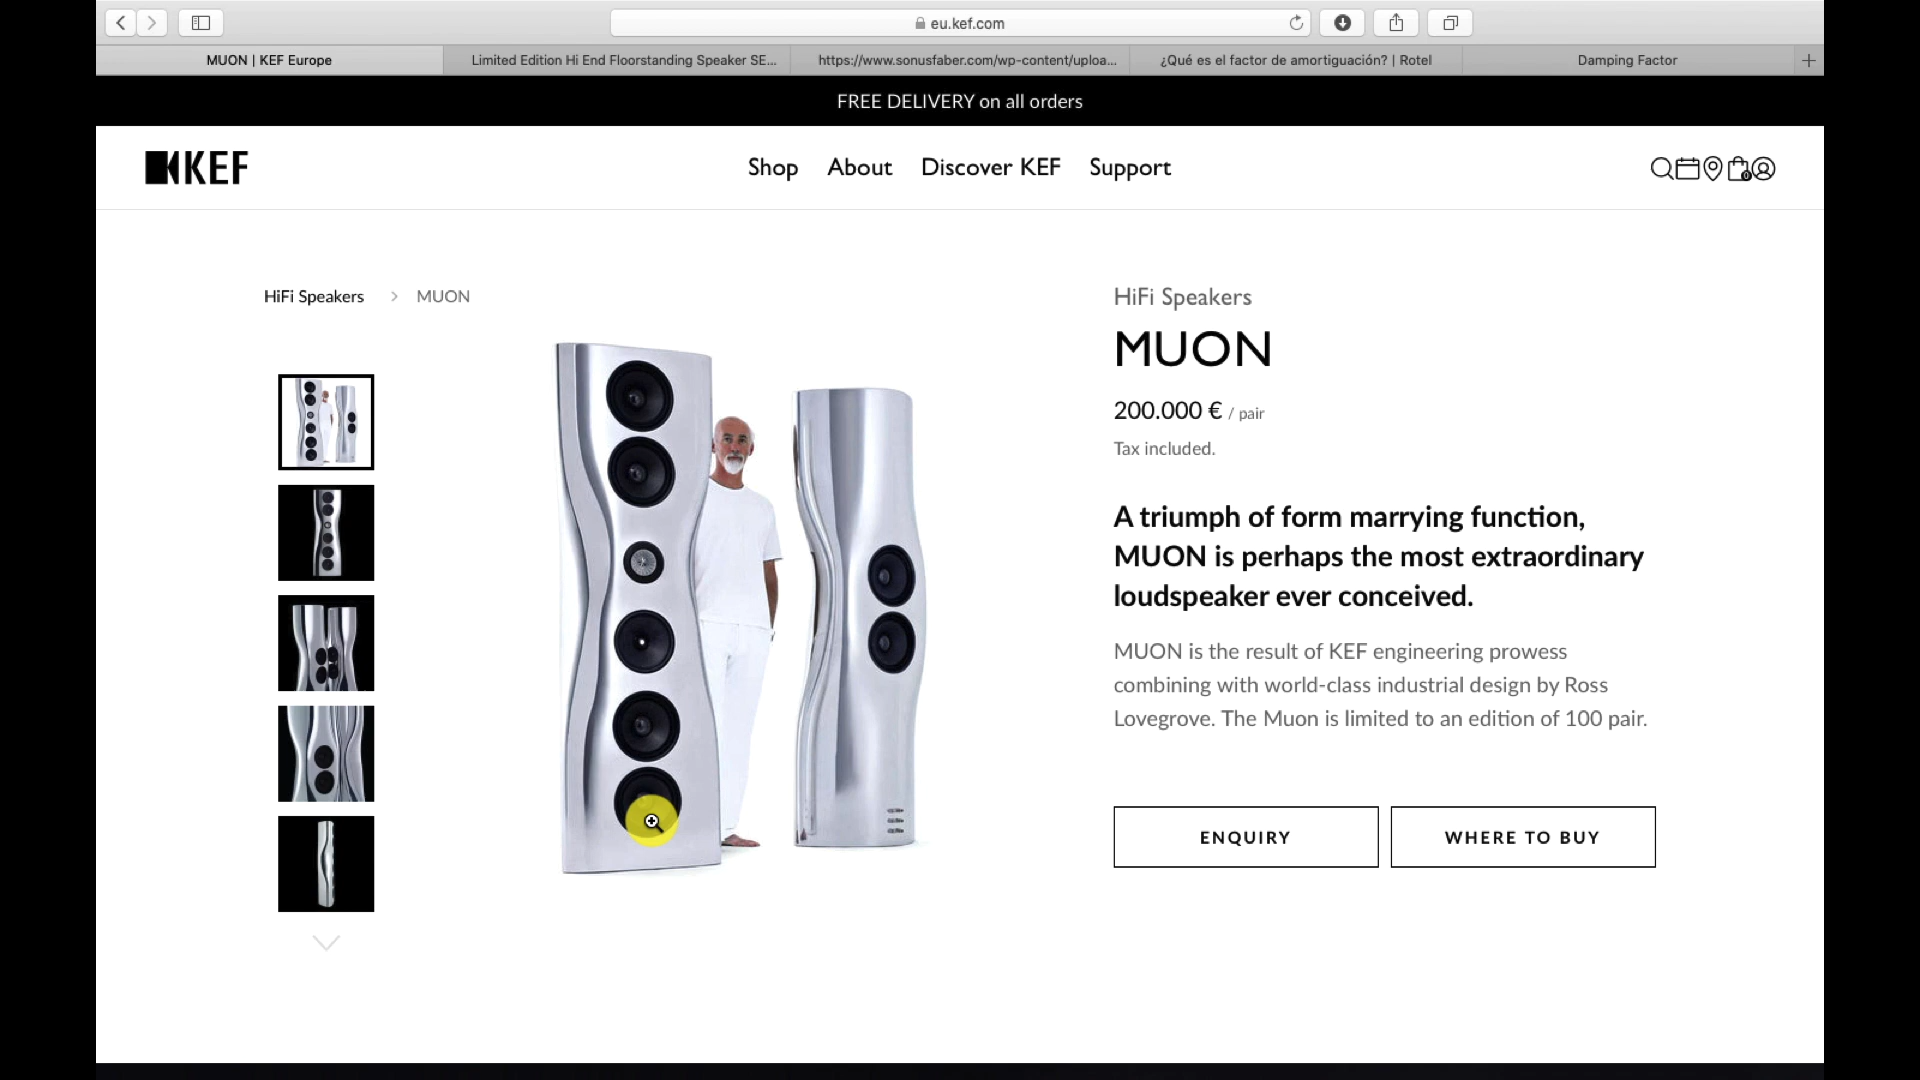 eu.kef.com
MUON | KEF Europe
Limited Edition Hi End Floorstanding Speaker SE...
https://www.sonusfaber.com/wp-content/uploa...
¿Qué es el factor de amortiguación? | Rotel
Damping Factor
FREE DELIVERY on all orders
KEF
Shop
About
Discover KEF
Support
0
HiFi Speakers > MUON
HiFi Speakers
MUON
200.000 € / pair
Tax included.
A triumph of form marrying function,
MUON is perhaps the most extraordinary
loudspeaker ever conceived.
MUON is the result of KEF engineering prowess
combining with world-class industrial design by Ross
Lovegrove. The Muon is limited to an edition of 100 pair.
ENQUIRY
WHERE TO BUY